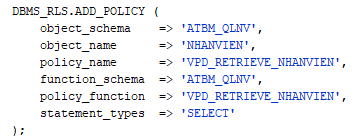 DBMS_RLS.ADD_POLICY (
    object_schema    => 'ATBM_QLNV',
    object_name      => 'NHANVIEN',
    policy_name      => 'VPD_RETRIEVE_NHANVIEN',
    function_schema  => 'ATBM_QLNV',
    policy_function  => 'VPD_RETRIEVE_NHANVIEN',
    statement_types  => 'SELECT'
);